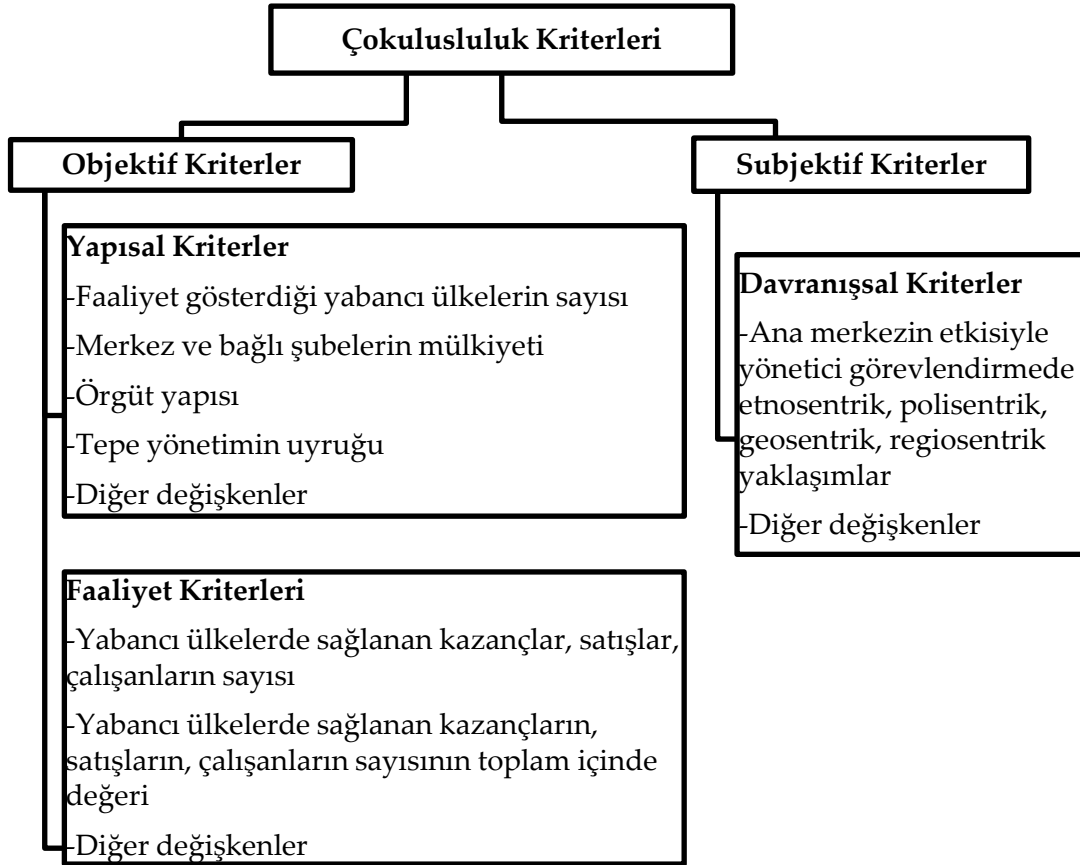 Çokulusluluk Kriterleri
Objektif Kriterler
Subjektif Kriterler
Yapısal Kriterler
-Faaliyet gösterdiği yabancı ülkelerin sayısı
-Merkez ve bağlı şubelerin mülkiyeti
-Örgüt yapısı
-Tepe yönetimin uyruğu
-Diğer değişkenler
Davranışsal Kriterler
-Ana merkezin etkisiyle
yönetici görevlendirmede
etnosentrik, polisentrik,
geosentrik, regiosentrik
yaklaşımlar
-Diğer değişkenler
Faaliyet Kriterleri
-Yabancı ülkelerde sağlanan kazançlar, satışlar,
çalışanların sayısı
-Yabancı ülkelerde sağlanan kazançların,
satışların, çalışanların sayısının toplam içinde
değeri
-Diğer değişkenler